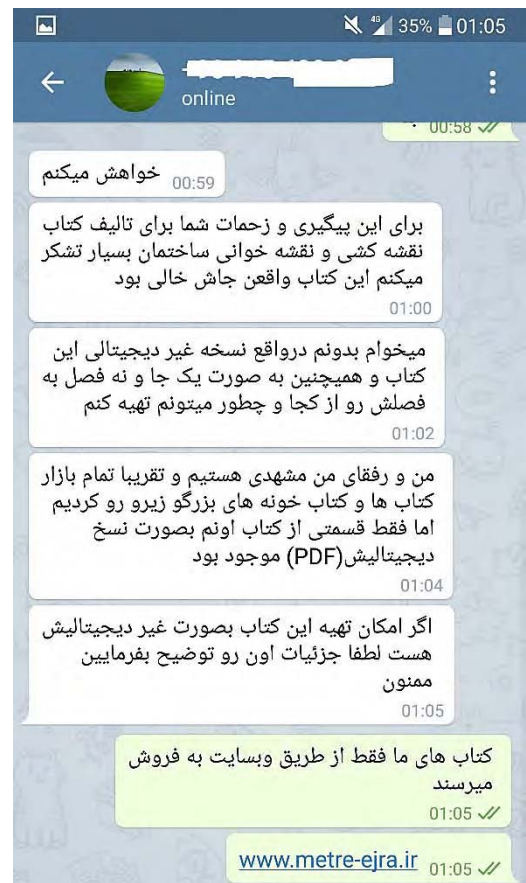 4G 35% 01:05
online
00:58
خواهش میکنم
00:59
برای این پیگیری و زحمات شما برای تالیف کتاب
نقشه کشی و نقشه خوانی ساختمان بسیار تشکر
میکنم این کتاب واقعن جاش خالی بود
01:00
میخوام بدونم درواقع نسخه غیر دیجیتالی این
کتاب و همچنین به صورت یک جا و نه فصل به
فصلش رو از کجا و چطور میتونم تهیه کنم
01:02
من و رفقای من مشهدی هستیم و تقریبا تمام بازار
کتاب ها و کتاب خونه های بزرگو زیرو رو کردیم
اما فقط قسمتی از کتاب اونم بصورت نسخ
دیجیتالیش(PDF) موجود بود
01:04
اگر امکان تهیه این کتاب بصورت غیر دیجیتالیش
هست لطفا جزئیات اون رو توضیح بفرمایین
ممنون
01:05
کتاب های ما فقط از طریق وبسایت به فروش
میرسند
01:05
www.metre-ejra.ir 01:05